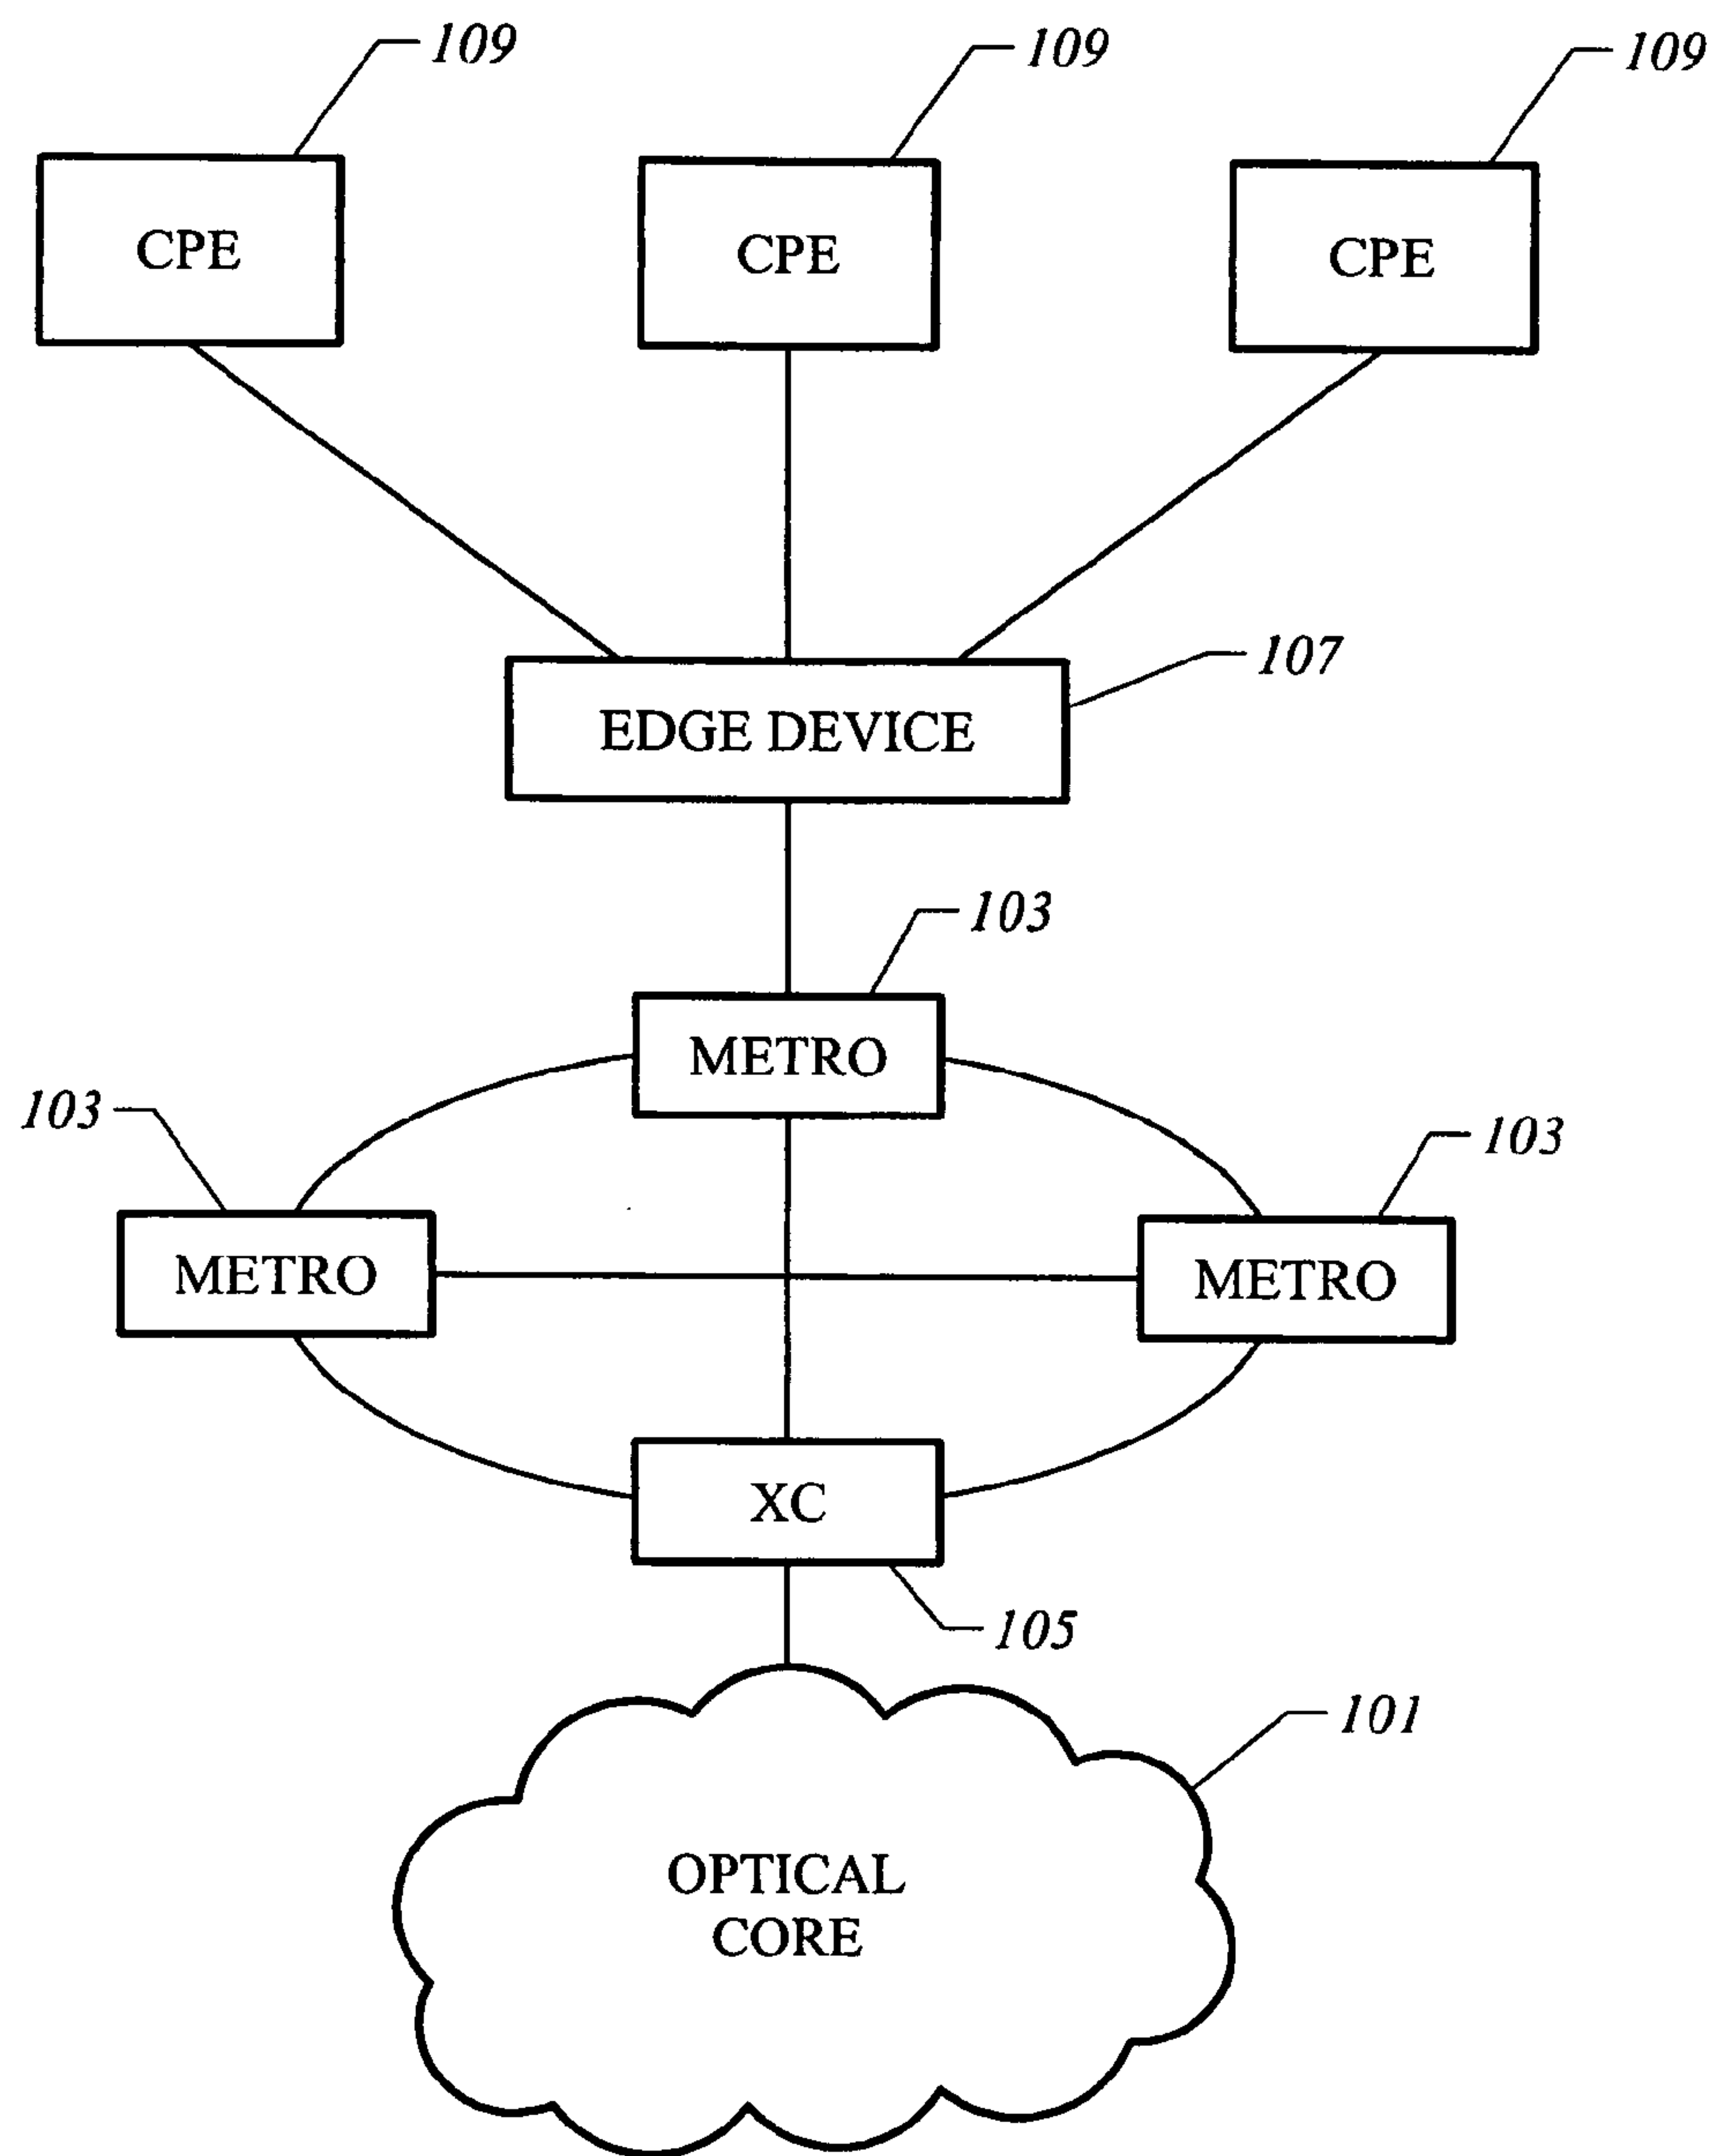 109
109
109
CPE
CPE
CPE
107
EDGE DEVICE
103
METRO
103
103
METRO
METRO
XC
105
101
OPTICAL
CORE